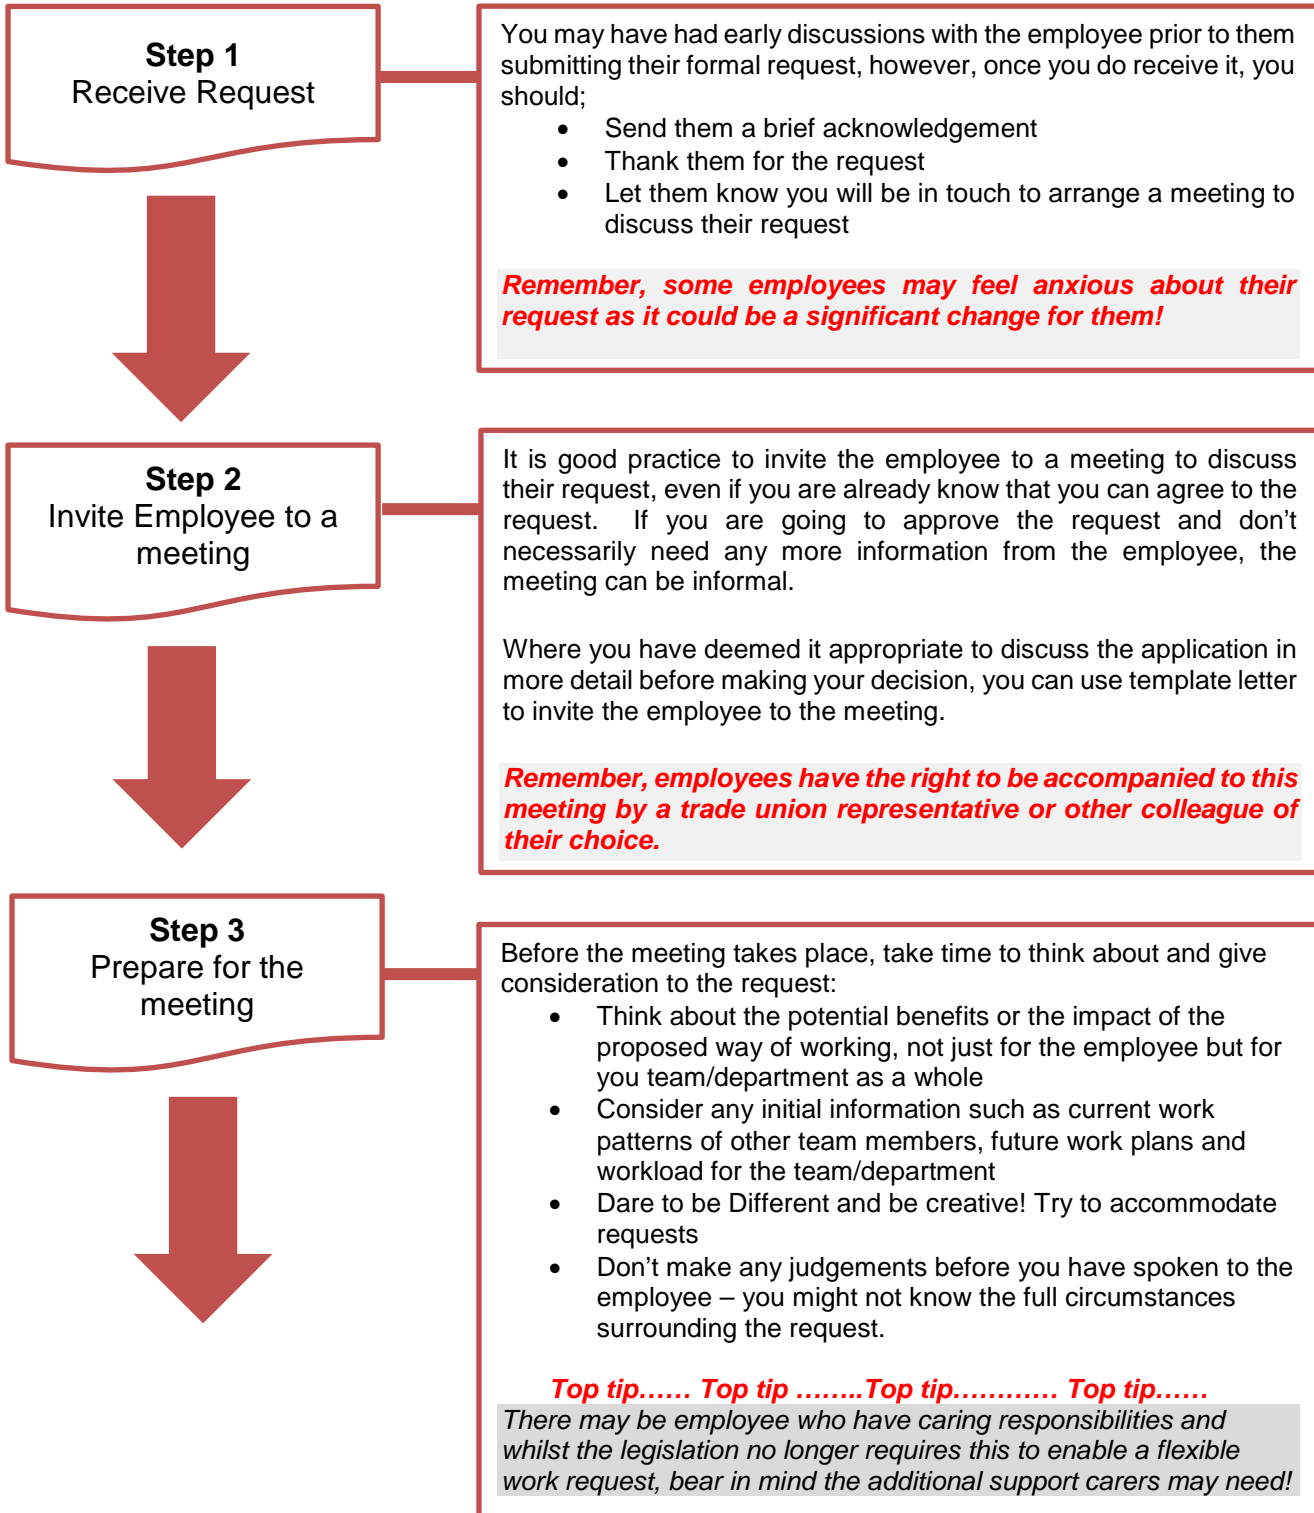 Step 1
Receive Request
You may have had early discussions with the employee prior to them
submitting their formal request, however, once you do receive it, you
should;
• Send them a brief acknowledgement
• Thank them for the request
• Let them know you will be in touch to arrange a meeting to
discuss their request
Remember, some employees may feel anxious about their
request as it could be a significant change for them!
Step 2
Invite Employee to a
meeting
It is good practice to invite the employee to a meeting to discuss
their request, even if you are already know that you can agree to the
request. If you are going to approve the request and don’t
necessarily need any more information from the employee, the
meeting can be informal.
Where you have deemed it appropriate to discuss the application in
more detail before making your decision, you can use template letter
to invite the employee to the meeting.
Remember, employees have the right to be accompanied to this
meeting by a trade union representative or other colleague of
their choice.
Step 3
Prepare for the
meeting
Before the meeting takes place, take time to think about and give
consideration to the request:
• Think about the potential benefits or the impact of the
proposed way of working, not just for the employee but for
you team/department as a whole
• Consider any initial information such as current work
patterns of other team members, future work plans and
workload for the team/department
• Dare to be Different and be creative! Try to accommodate
requests
• Don’t make any judgements before you have spoken to the
employee – you might not know the full circumstances
surrounding the request.
Top tip…… Top tip ……..Top tip………… Top tip……
There may be employee who have caring responsibilities and
whilst the legislation no longer requires this to enable a flexible
work request, bear in mind the additional support carers may need!